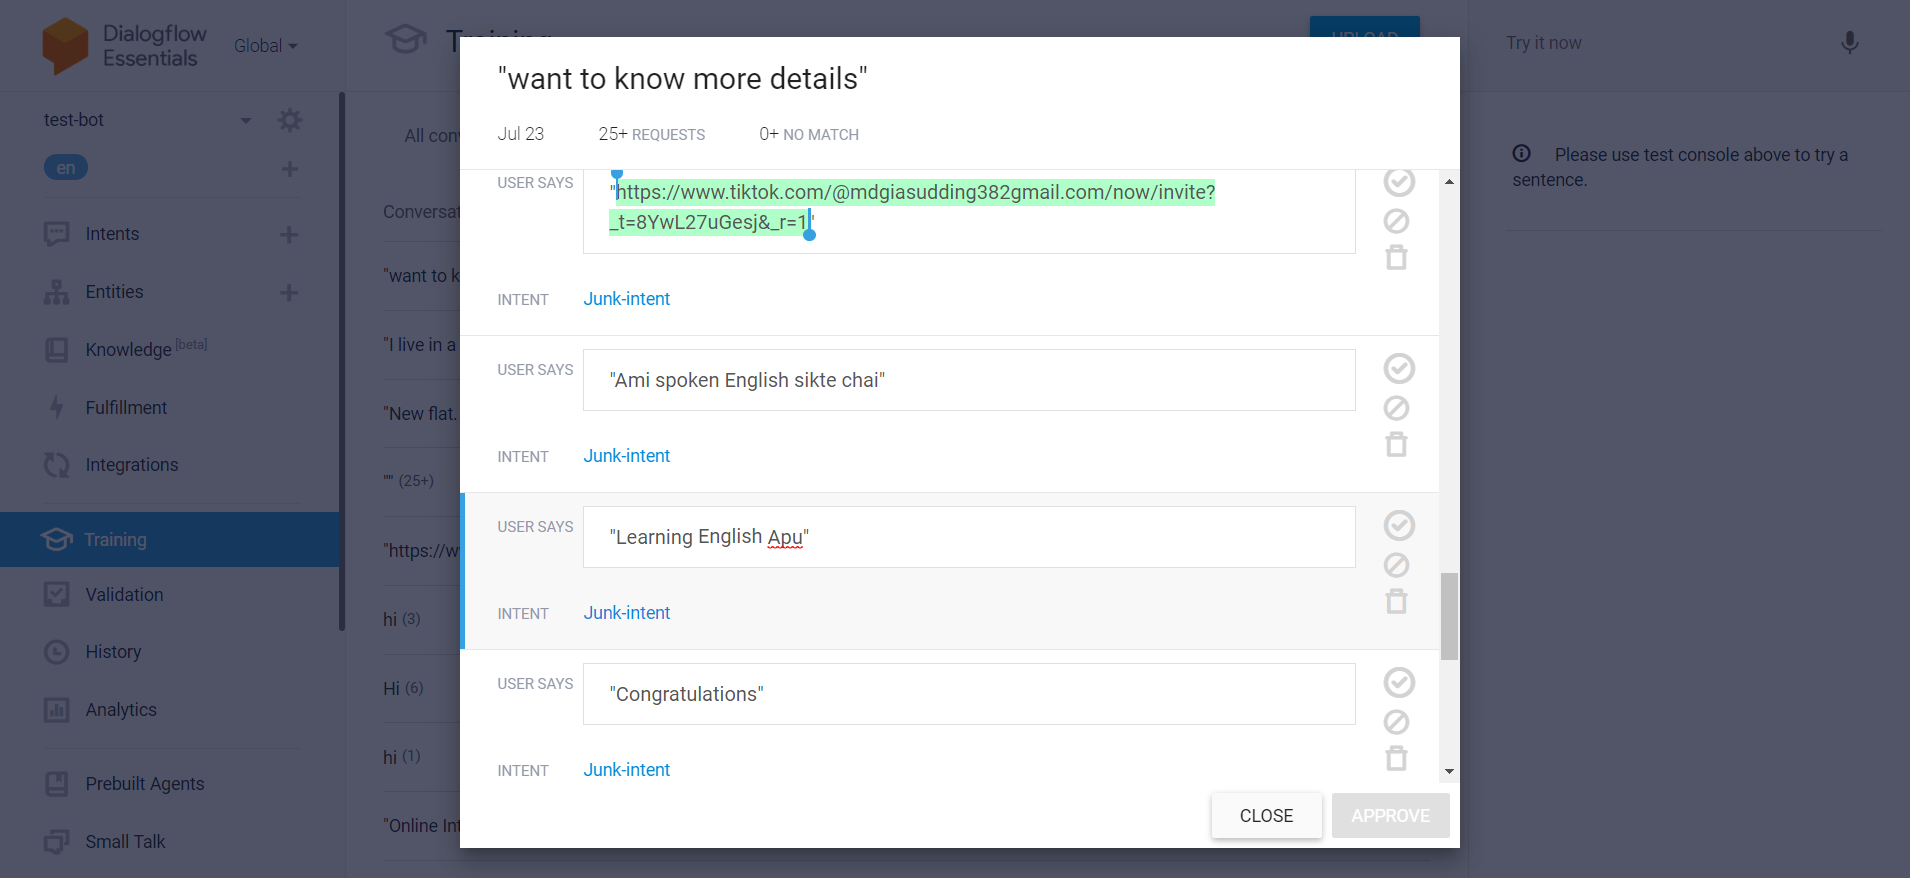 Dialogflow
Essentials
Global
Training
UPLOAD
Try it now
test-bot
en
Intents
Entities
Knowledge [beta]
Fulfillment
Integrations
Training
Validation
History
Analytics
Prebuilt Agents
Small Talk
All con
Conversat
"want to k
"I live in a
"New flat.
"" (25+)
"https://w
hi (3)
Hi (6)
hi (1)
"Online Int
"want to know more details"
Jul 23
25+ REQUESTS
0+ NO MATCH
USER SAYS
"https://www.tiktok.com/@mdgiasudding382gmail.com/now/invite?
_t=8YwL27uGesj&_r=1"
INTENT
Junk-intent
USER SAYS
"Ami spoken English sikte chai"
INTENT
Junk-intent
USER SAYS
"Learning English Apu"
INTENT
Junk-intent
USER SAYS
"Congratulations"
INTENT
Junk-intent
CLOSE
APPROVE
Please use test console above to try a
sentence.